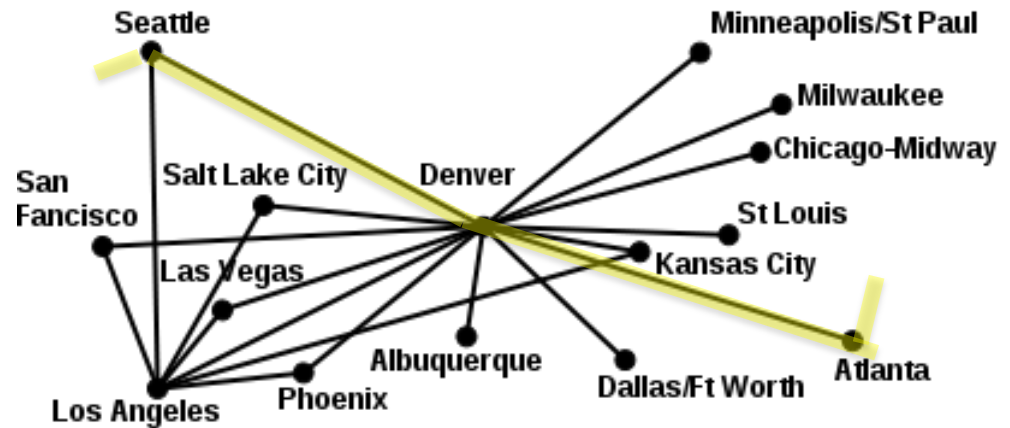 Seattle
Minneapolis/St Paul
Milwaukee
Chicago-Midway
Salt Lake City
Denver
San
Fancisco
St Louis
Las Vegas
Kansas City
Albuquerque
Atlanta
Dallas/Ft Worth
Phoenix
Los Angeles